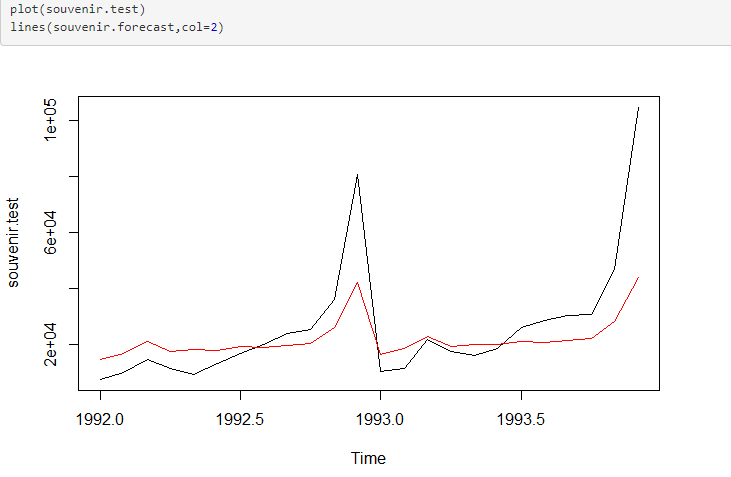 plot(souvenir.test)
lines(souvenir.forecast,col=2)
souvenir.test
1e+05
6e+04
2e+04
1992.0 1992.5 1993.0 1993.5
Time